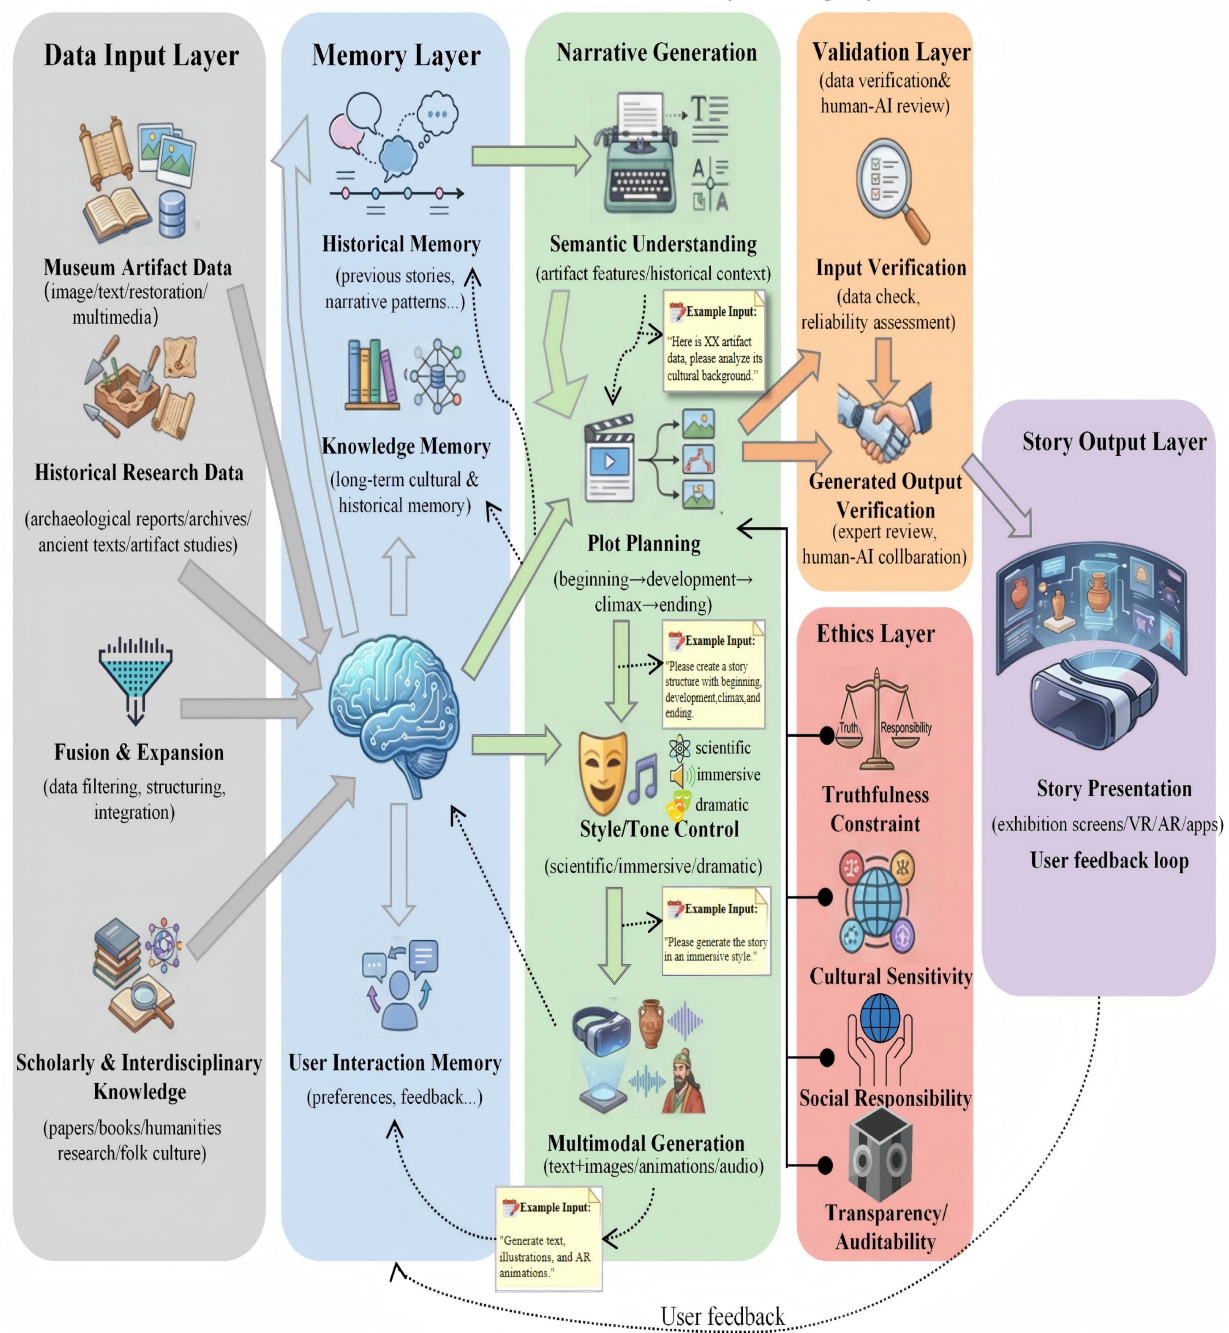 Data Input Layer
Museum Artifact Data
(image/text/restoration/
multimedia)
Historical Research Data
(archaeological reports/archives/
ancient texts/artifact studies)
Fusion & Expansion
(data filtering, structuring,
integration)
Scholarly & Interdisciplinary
Knowledge
(papers/books/humanities
research/folk culture)
Memory Layer
Historical Memory
(previous stories,
narrative patterns...)
Knowledge Memory
(long-term cultural &
historical memory)
User Interaction Memory
(preferences, feedback...)
Narrative Generation
T
A
A
Semantic Understanding
(artifact features/historical context)
Example Input:
"Here is XX artifact
data, please analyze its
cultural background."
Plot Planning
(beginning→development→
climax→ending)
Example Input:
"Please create a story
structure with beginning,
development,climax,and
ending.
scientific
immersive
dramatic
Style/Tone Control
(scientific/immersive/dramatic)
Example Input:
"Please generate the story
in an immersive style."
Multimodal Generation
(text+images/animations/audio)
Example Input:
"Generate text,
illustrations, and AR
animations."
Validation Layer
(data verification&
human-AI review)
Input Verification
(data check,
reliability assessment)
Generated Output
Verification
(expert review,
human-AI collbaration)
Ethics Layer
Truth Responsibility
Truthfulness
Constraint
Cultural Sensitivity
Social Responsibility
Transparency/
Auditability
Story Output Layer
Story Presentation
(exhibition screens/VR/AR/apps)
User feedback loop
User feedback